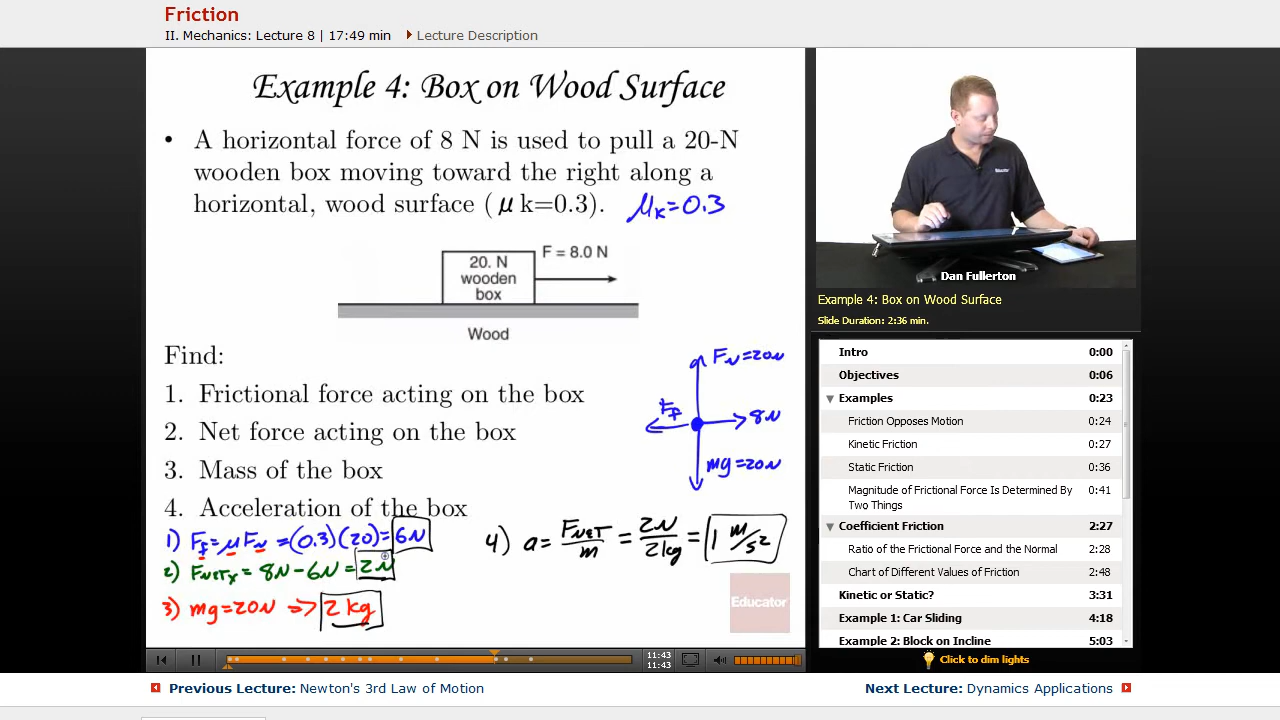 Friction
II. Mechanics: Lecture 8 | 17:49 min
Lecture Description
Example 4: Box on Wood Surface
• A horizontal force of 8 N is used to pull a 20-N
wooden box moving toward the right along a
horizontal, wood surface ( μ k=0.3).
μk=0.3
F = 8.0 N
20. N
wooden
box
Wood
Find:
1. Frictional force acting on the box
2. Net force acting on the box
3. Mass of the box
4. Acceleration of the box
FN=20N
Ff
8N
mg=20N
1) Ff=μFN=(0.3)(20)=6N
2) FNETx=8N-6N=2N
3) mg=20N => 2kg
4) a=FNET/m=2N/2kg=1 m/s²
Educator
11:43
11:43
Educator
Dan Fullerton
Example 4: Box on Wood Surface
Slide Duration: 2:36 min.
Intro 0:00
Objectives 0:06
Examples 0:23
Friction Opposes Motion 0:24
Kinetic Friction 0:27
Static Friction 0:36
Magnitude of Frictional Force Is Determined By 0:41
Two Things
Coefficient Friction 2:27
Ratio of the Frictional Force and the Normal 2:28
Chart of Different Values of Friction 2:48
Kinetic or Static? 3:31
Example 1: Car Sliding 4:18
Example 2: Block on Incline 5:03
Click to dim lights
Previous Lecture: Newton's 3rd Law of Motion
Next Lecture: Dynamics Applications